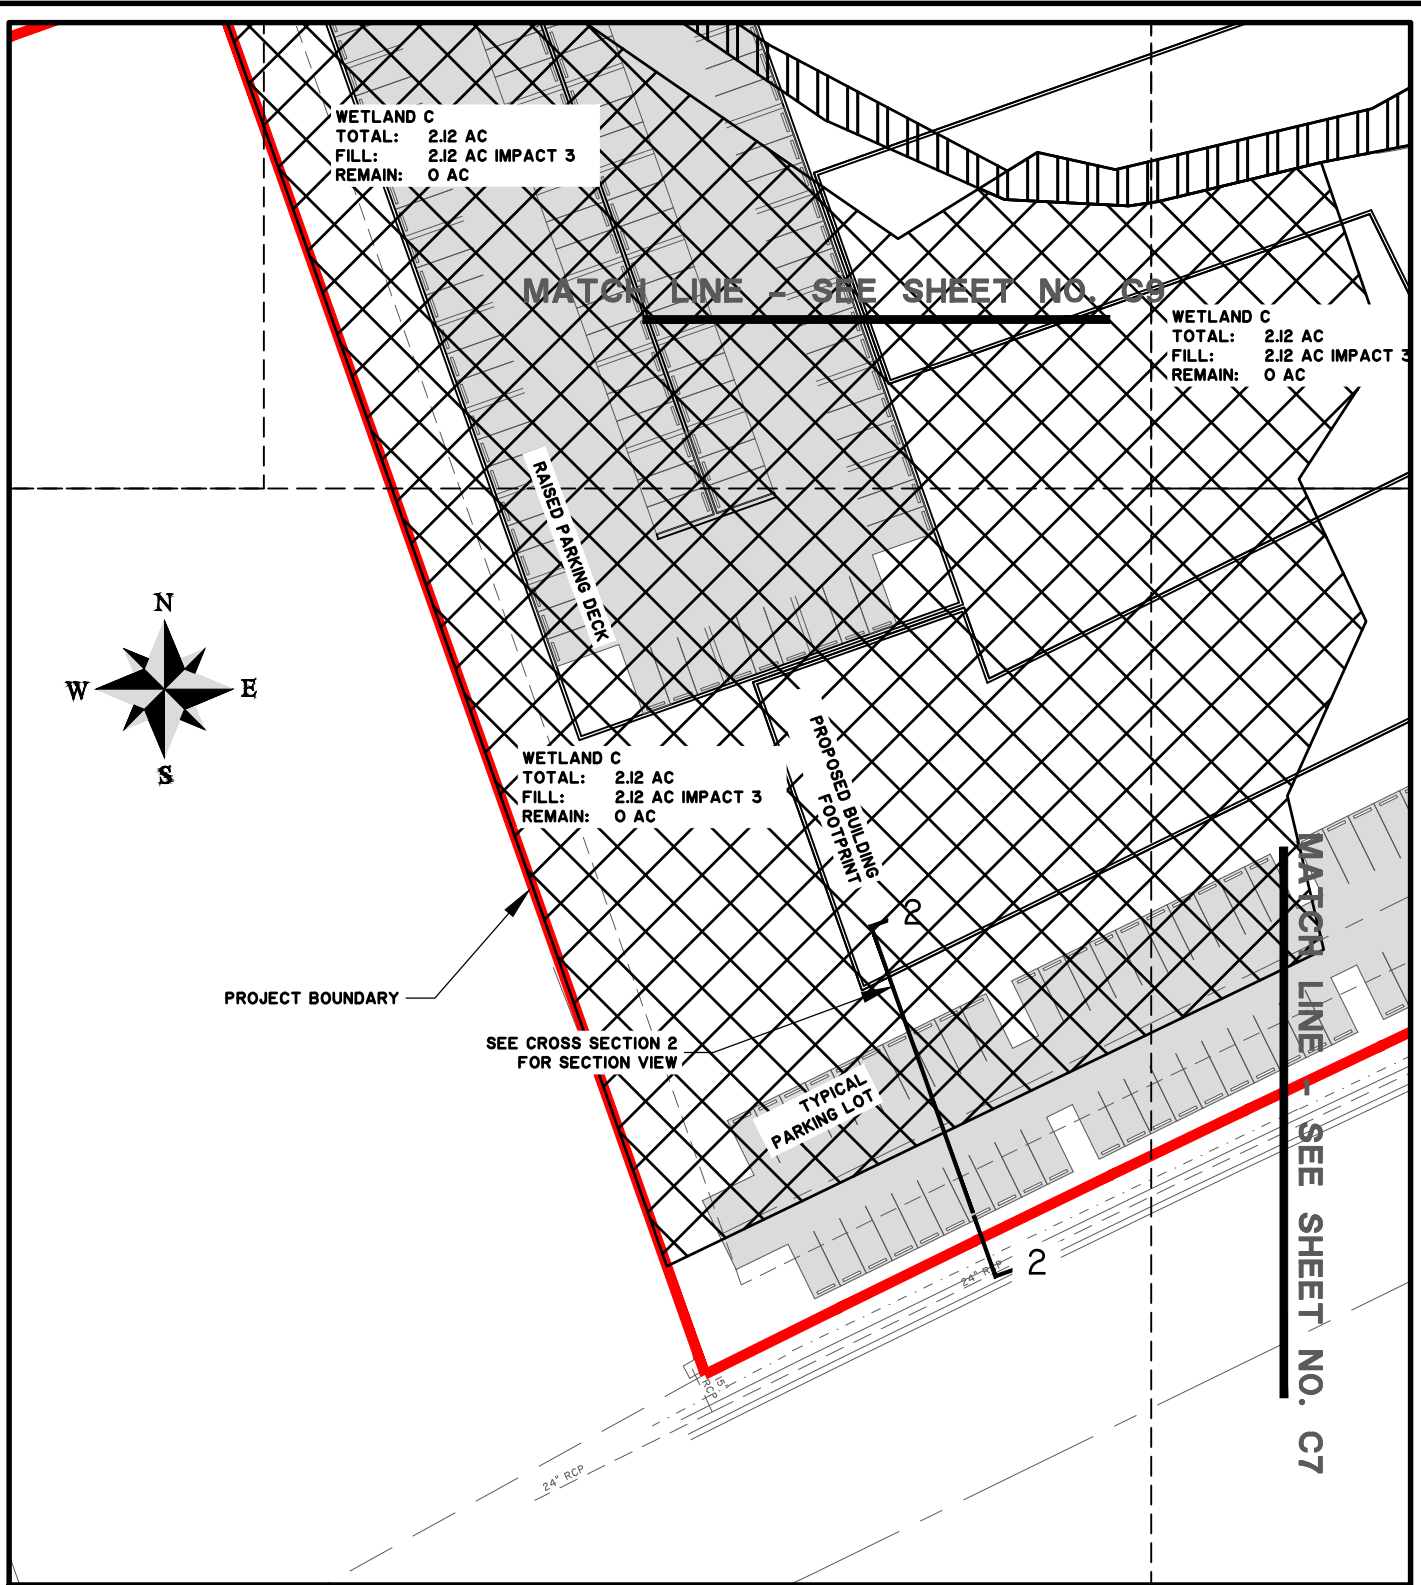 WETLAND C
TOTAL: 2.12 AC
FILL: 2.12 AC IMPACT 3
REMAIN: 0 AC
MATCH LINE - SEE SHEET NO. C9
WETLAND C
TOTAL: 2.12 AC
FILL: 2.12 AC IMPACT 3
REMAIN: 0 AC
RAISED PARKING DECK
N
W
E
S
WETLAND C
TOTAL: 2.12 AC
FILL: 2.12 AC IMPACT 3
REMAIN: 0 AC
PROPOSED BUILDING
FOOTPRINT
MATCH LINE - SEE SHEET NO. C7
2
PROJECT BOUNDARY
SEE CROSS SECTION 2
FOR SECTION VIEW
TYPICAL
PARKING LOT
2
24" RCP
15"
RCP
24" RCP